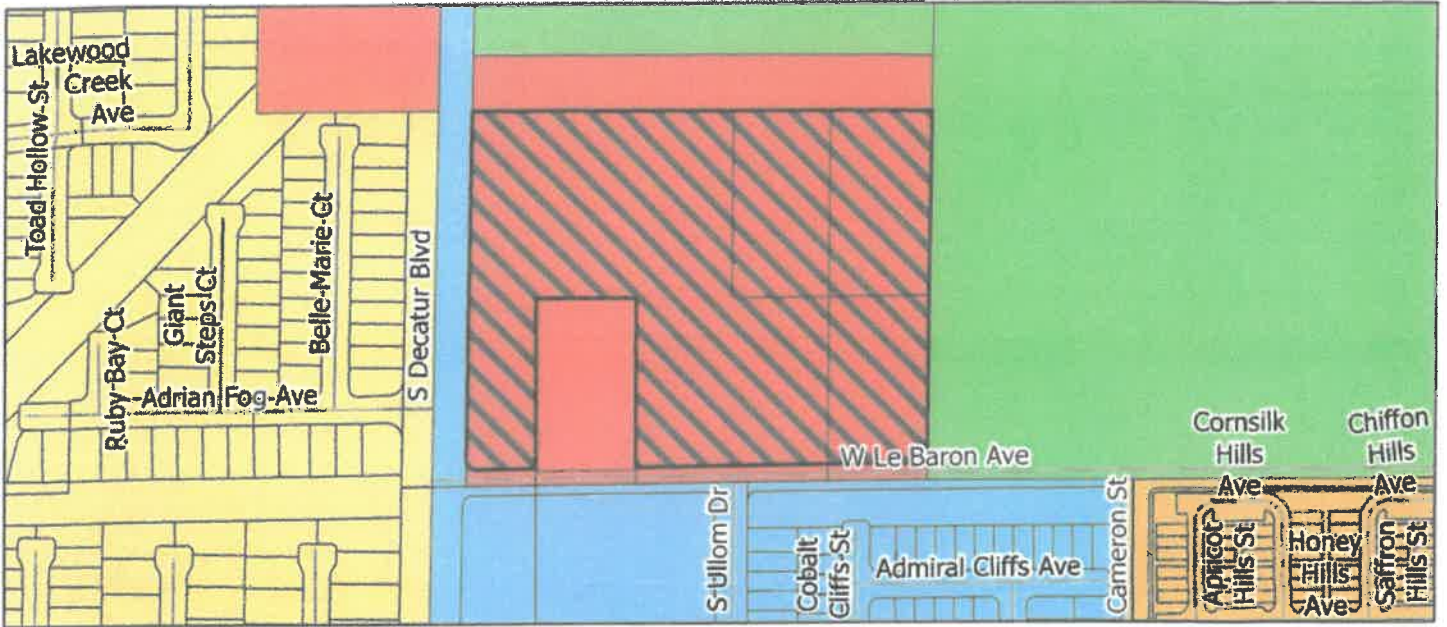 Lakewood
Creek
Ave
Toad Hollow St
Ruby Bay Ct
Giant
Steps Ct
Belle Marie Ct
Adrian Fog Ave
S Decatur Blvd
W Le Baron Ave
S Ullom Dr
Cobalt
Cliffs St
Admiral Cliffs Ave
Cameron St
Cornsilk
Hills
Ave
Chiffon
Hills
Ave
Apricot
Hills St
Honey
Hills
Ave
Saffron
Hills St